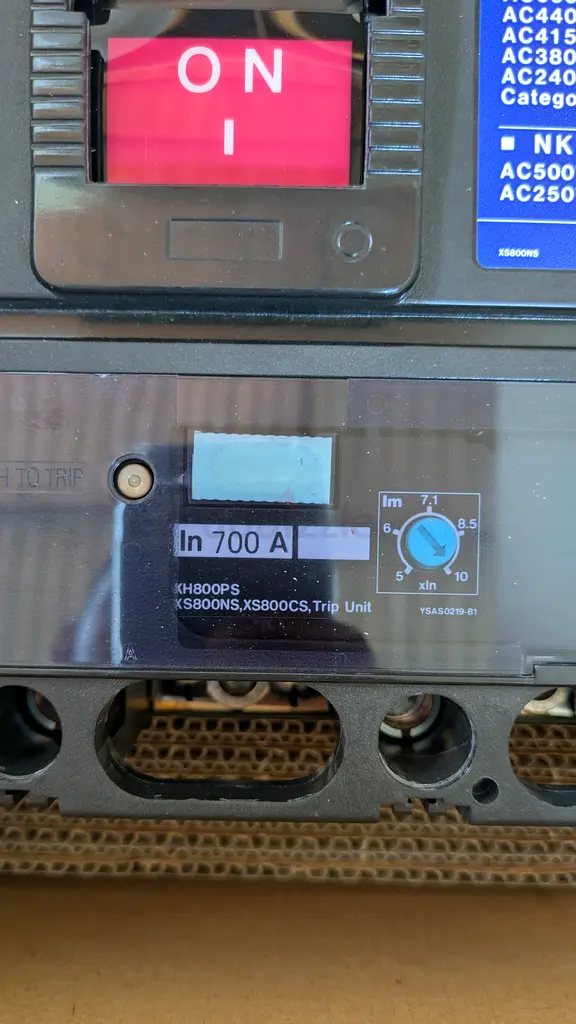 ON
I
AC440
AC415
AC380
AC240
Catego
■ NK
AC500
AC250
XS800NS
H TO TRIP
In 700 A
XH800PS
XS800NS,XS800CS,Trip Unit
Im
7.1
6
8.5
5
10
xIn
YSAS0219-B1